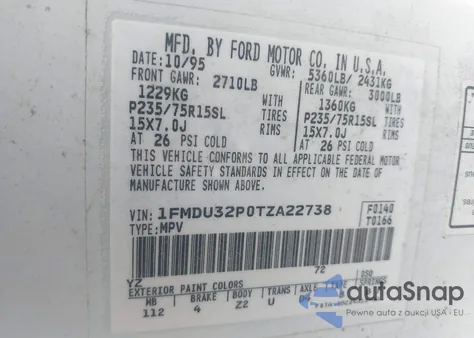 MFD. BY FORD MOTOR CO. IN U.S.A.
10/95 GVWR: 5360LB/ 2431KG
FRONT GAWR: 2710LB REAR GAWR: 3000LB
1229KG WITH 1360KG WITH
P235/75R15SL TIRES P235/75R15SL TIRES
15X7.0J RIMS 15X7.0J RIMS
AT 26 PSI COLD AT 26 PSI COLD
THIS VEHICLE CONFORMS TO ALL APPLICABLE FEDERAL MOTOR
VEHICLE SAFETY STANDARDS IN EFFECT ON THE DATE OF
MANUFACTURE SHOWN ABOVE.
VIN: 1FMDU32P0TZA22738 F0140
TYPE: MPV T0166
72
YZ DSO
EXTERIOR PAINT COLORS
WB BRAKE BODY TRANS AXLE
112 4 Z2 U
autoSnap
Pewne auto z aukcji USA - EU